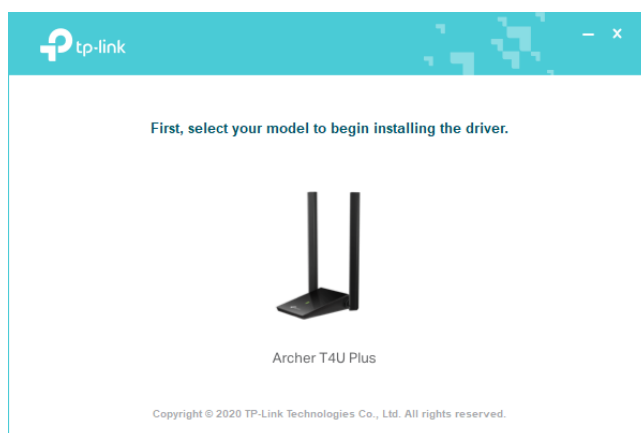 tp-link
First, select your model to begin installing the driver.
Archer T4U Plus
Copyright © 2020 TP-Link Technologies Co., Ltd. All rights reserved.